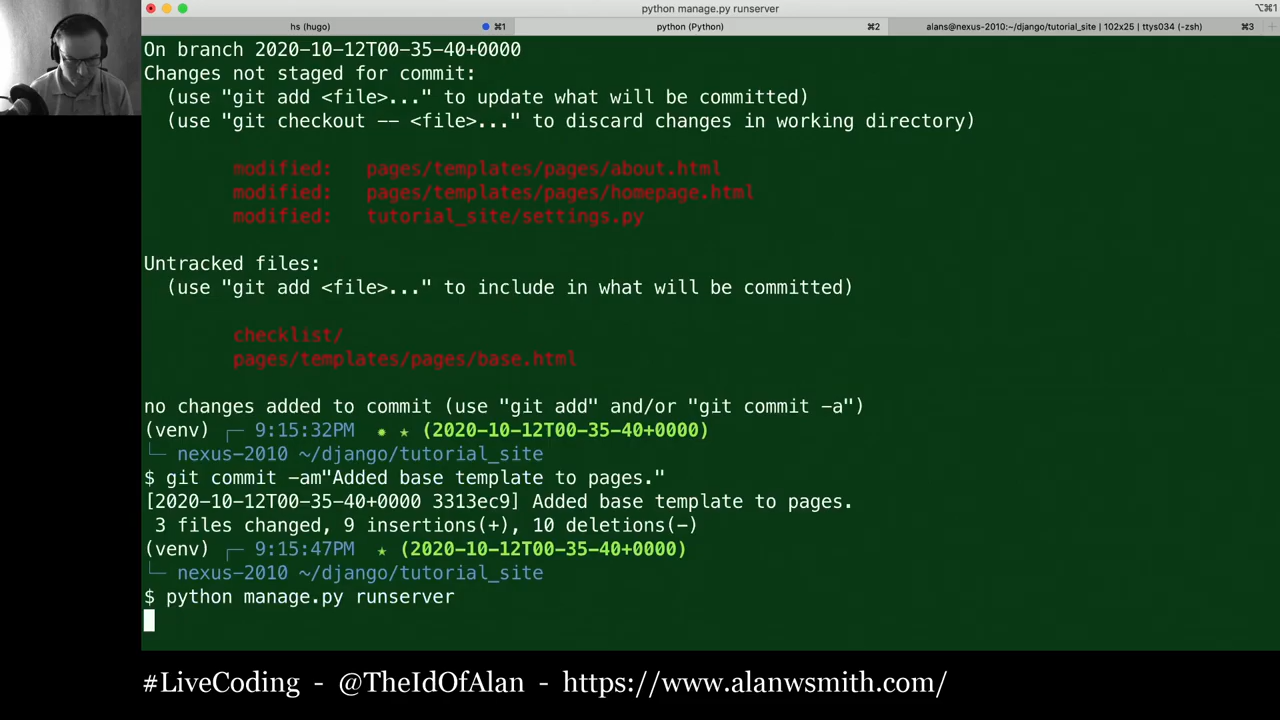 python manage.py runserver
⌥⌘1
hs (hugo) ⌘1 python (Python) ⌘2 alans@nexus-2010:~/django/tutorial_site | 102x25 | ttys034 (-zsh) ⌘3
On branch 2020-10-12T00-35-40+0000
Changes not staged for commit:
(use "git add <file>..." to update what will be committed)
(use "git checkout -- <file>..." to discard changes in working directory)
modified: pages/templates/pages/about.html
modified: pages/templates/pages/homepage.html
modified: tutorial_site/settings.py
Untracked files:
(use "git add <file>..." to include in what will be committed)
checklist/
pages/templates/pages/base.html
no changes added to commit (use "git add" and/or "git commit -a")
(venv) ┌─ 9:15:32PM ✹ ★ (2020-10-12T00-35-40+0000)
└─ nexus-2010 ~/django/tutorial_site
$ git commit -am"Added base template to pages."
[2020-10-12T00-35-40+0000 3313ec9] Added base template to pages.
3 files changed, 9 insertions(+), 10 deletions(-)
(venv) ┌─ 9:15:47PM ★ (2020-10-12T00-35-40+0000)
└─ nexus-2010 ~/django/tutorial_site
$ python manage.py runserver
#LiveCoding - @TheIdOfAlan - https://www.alanwsmith.com/